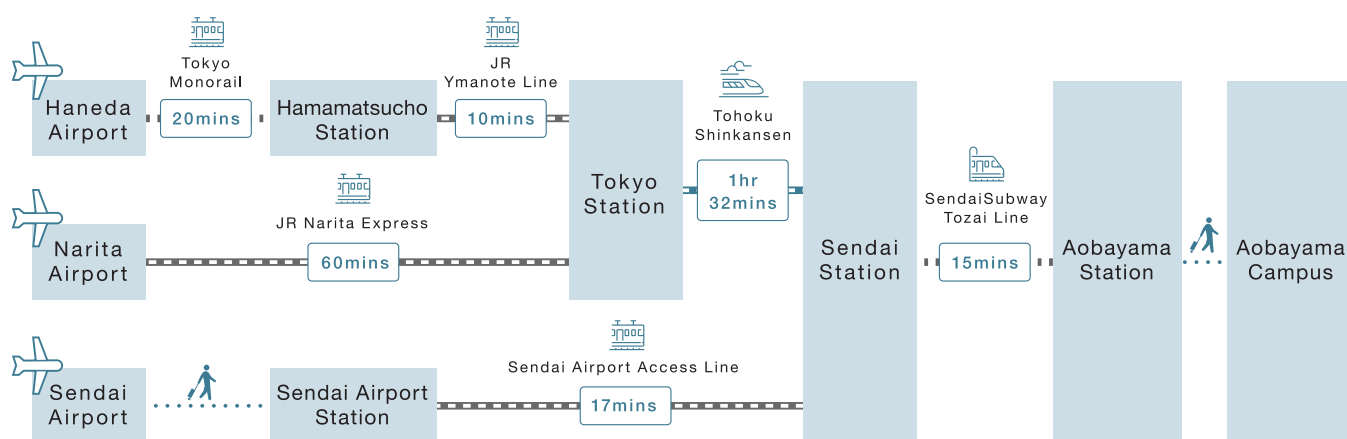 Tokyo
Monorail
JR
Ymanote Line
Haneda
Airport
20mins
Hamamatsucho
Station
10mins
Tohoku
Shinkansen
Tokyo
Station
1hr
32mins
JR Narita Express
Narita
Airport
60mins
SendaiSubway
Tozai Line
Sendai
Station
15mins
Aobayama
Station
Aobayama
Campus
Sendai Airport Access Line
Sendai
Airport
Sendai Airport
Station
17mins